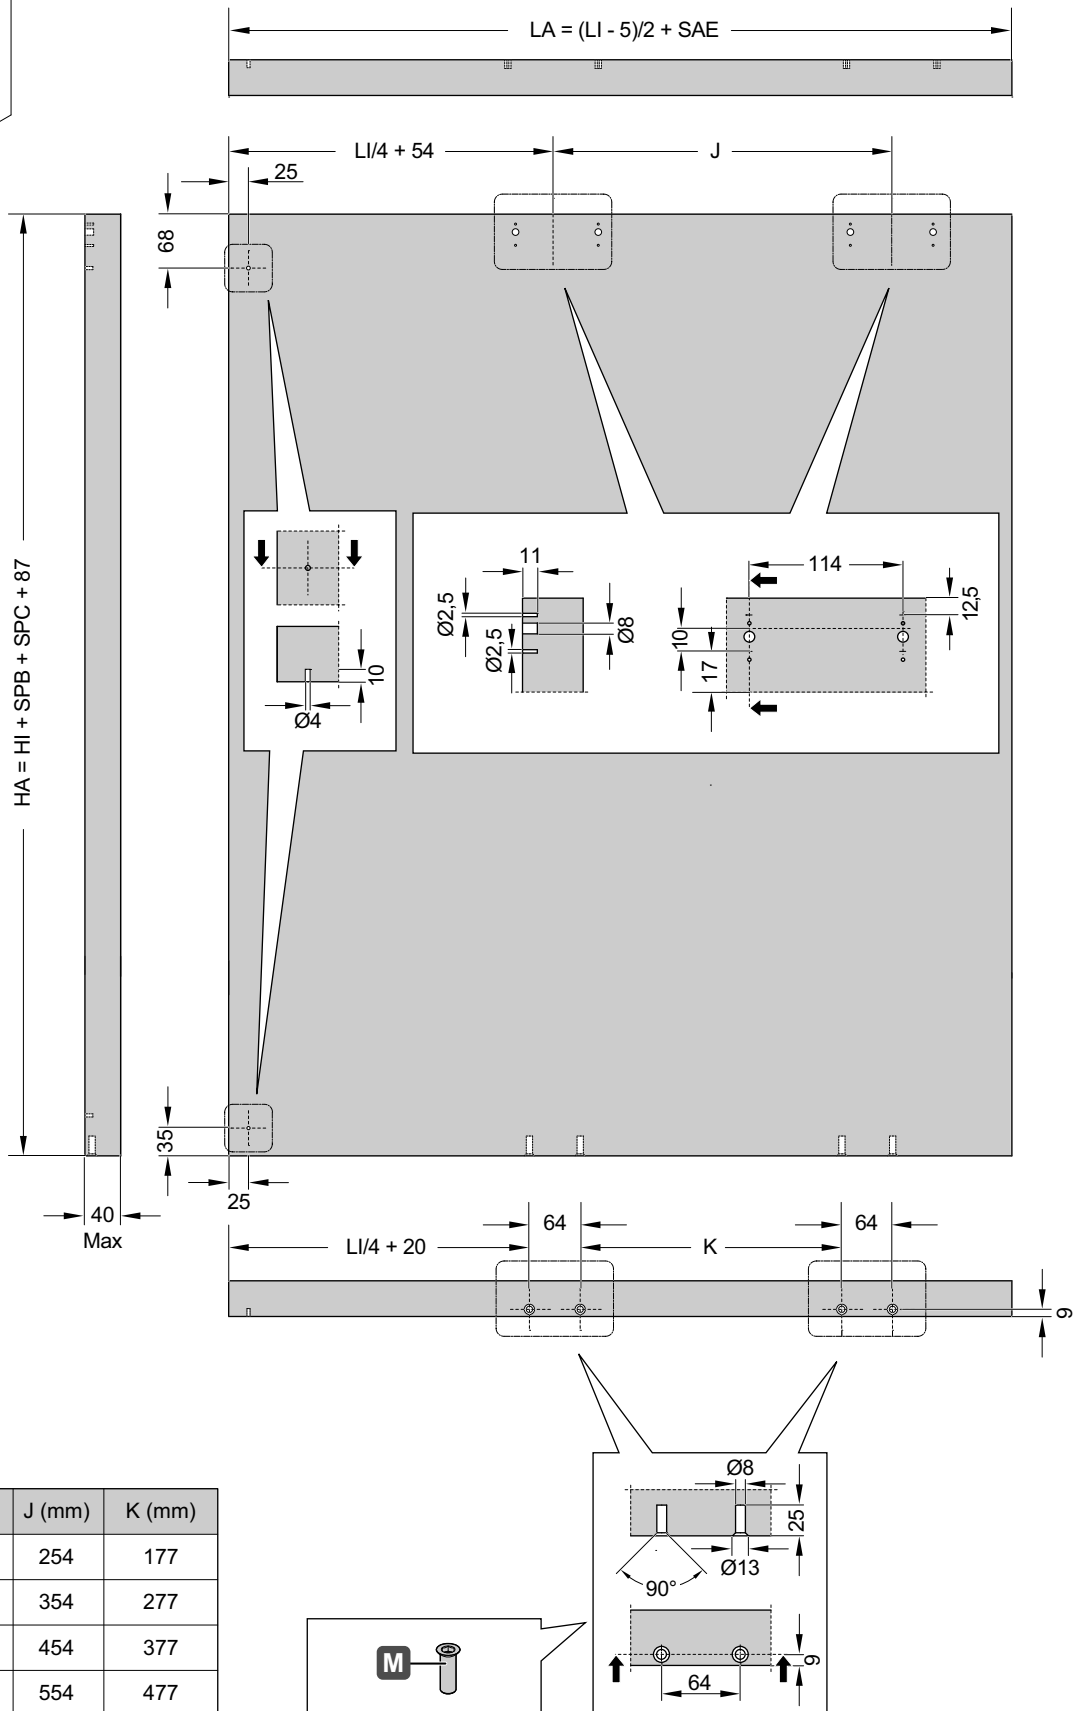 LA = (LI - 5)/2 + SAE
LI/4 + 54
J
25
68
HA = HI + SPB + SPC + 87
11
Ø2,5
Ø2,5
Ø8
114
12,5
10
17
10
Ø4
35
25
40
Max
64
64
LI/4 + 20
K
9
Ø8
25
Ø13
90°
9
64
M
J (mm) K (mm)
254 177
354 277
454 377
554 477